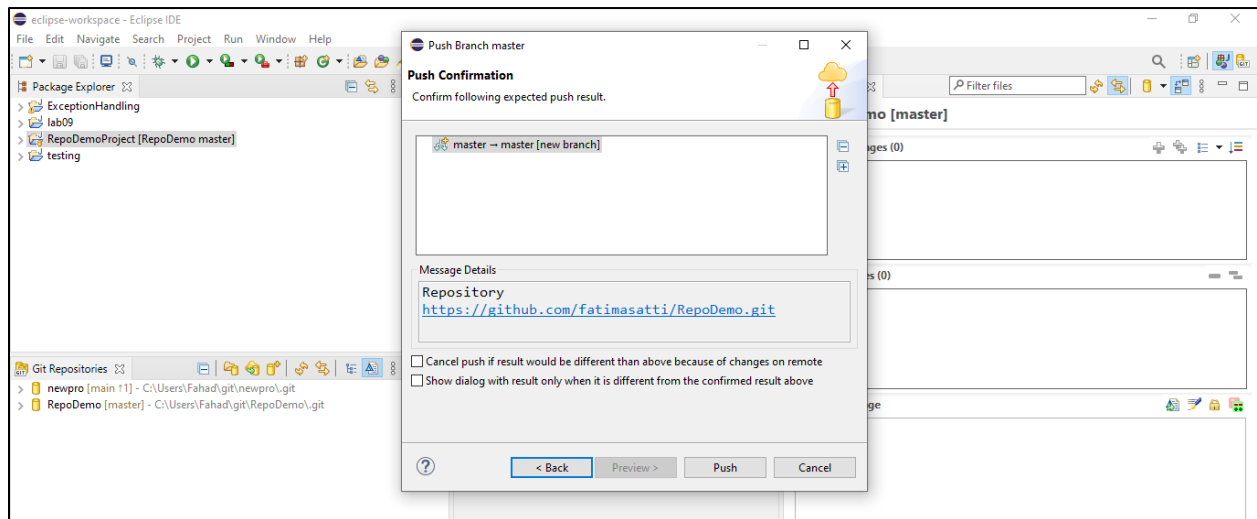 eclipse-workspace - Eclipse IDE
File Edit Navigate Search Project Run Window Help
Package Explorer
ExceptionHandling
lab09
RepoDemoProject [RepoDemo master]
testing
Git Repositories
newpro [main ↑1] - C:\Users\Fahad\git\newpro\.git
RepoDemo [master] - C:\Users\Fahad\git\RepoDemo\.git
Push Branch master
Push Confirmation
Confirm following expected push result.
master → master [new branch]
Message Details
Repository
https://github.com/fatimasatti/RepoDemo.git
Cancel push if result would be different than above because of changes on remote
Show dialog with result only when it is different from the confirmed result above
< Back Preview > Push Cancel
Filter files
[master]
(0)
(0)